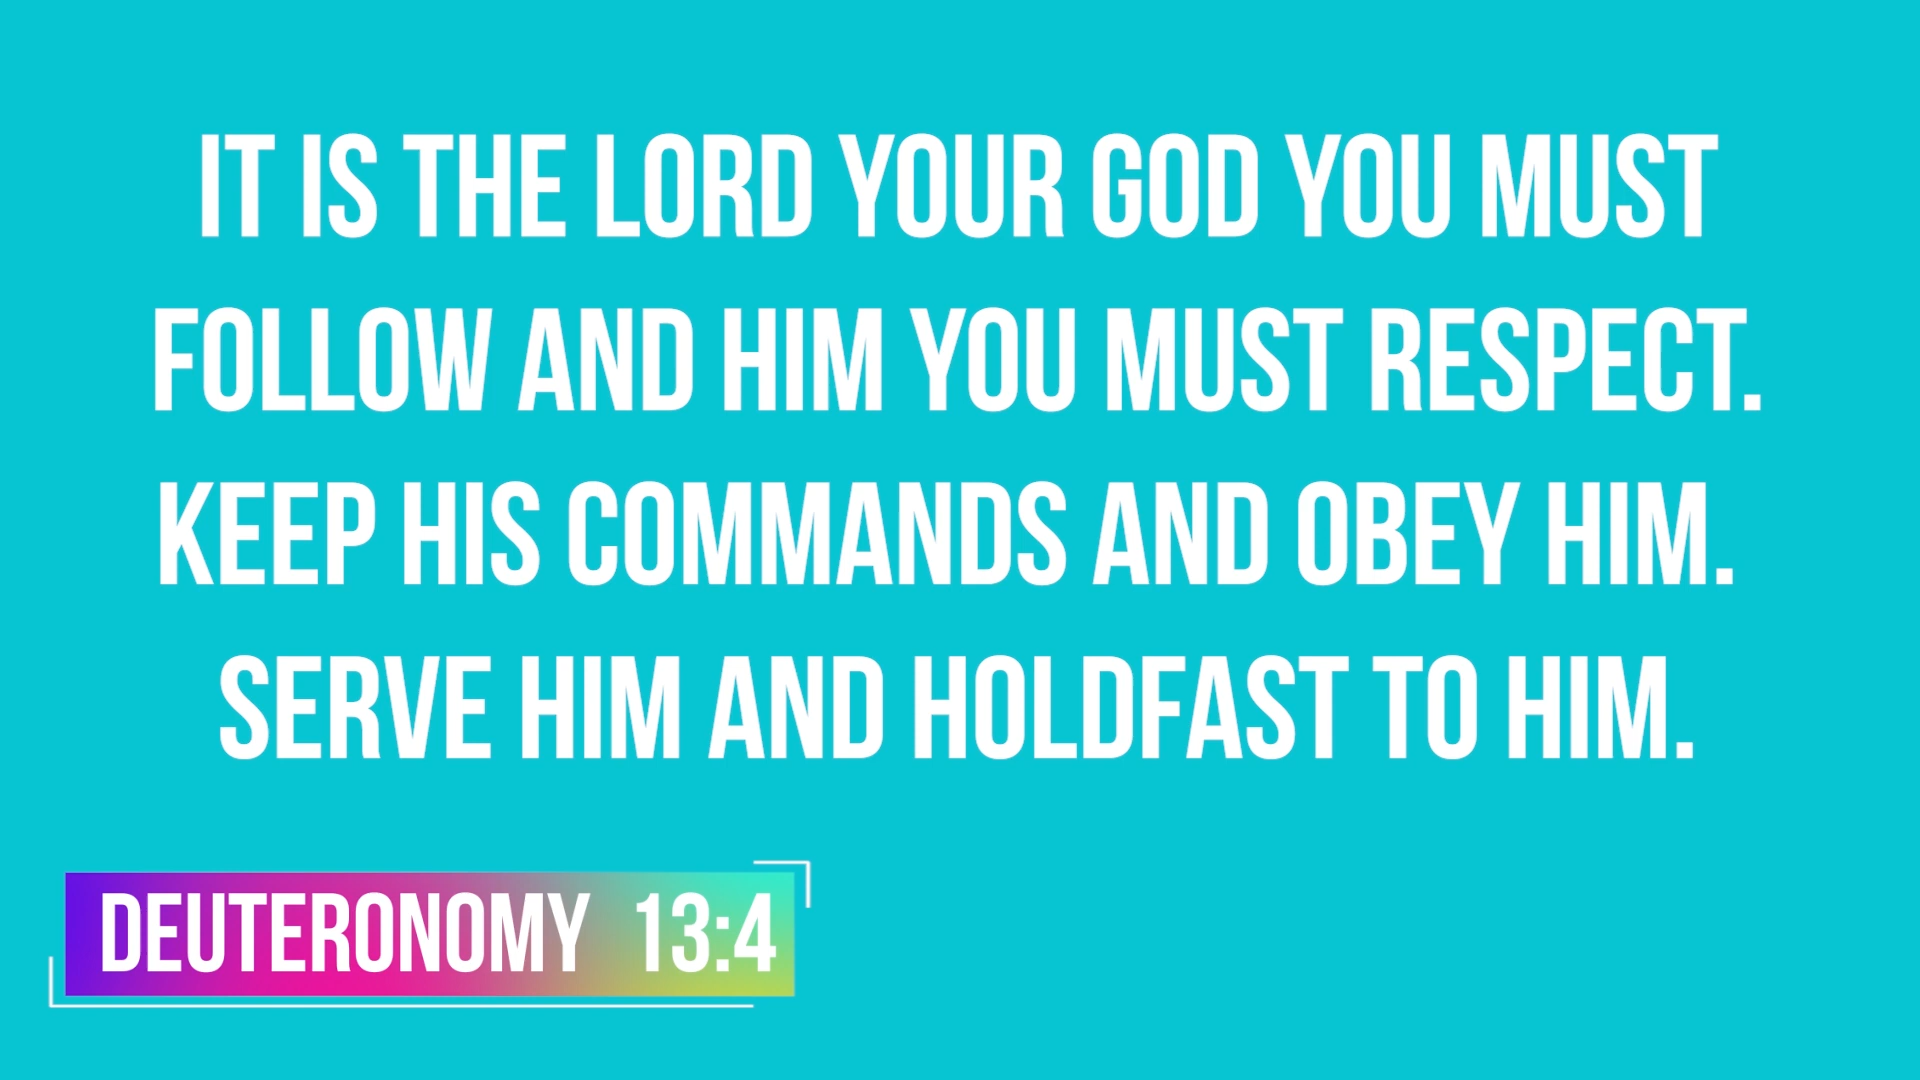 IT IS THE LORD YOUR GOD YOU MUST
FOLLOW AND HIM YOU MUST RESPECT.
KEEP HIS COMMANDS AND OBEY HIM.
SERVE HIM AND HOLDFAST TO HIM.
DEUTERONOMY 13:4